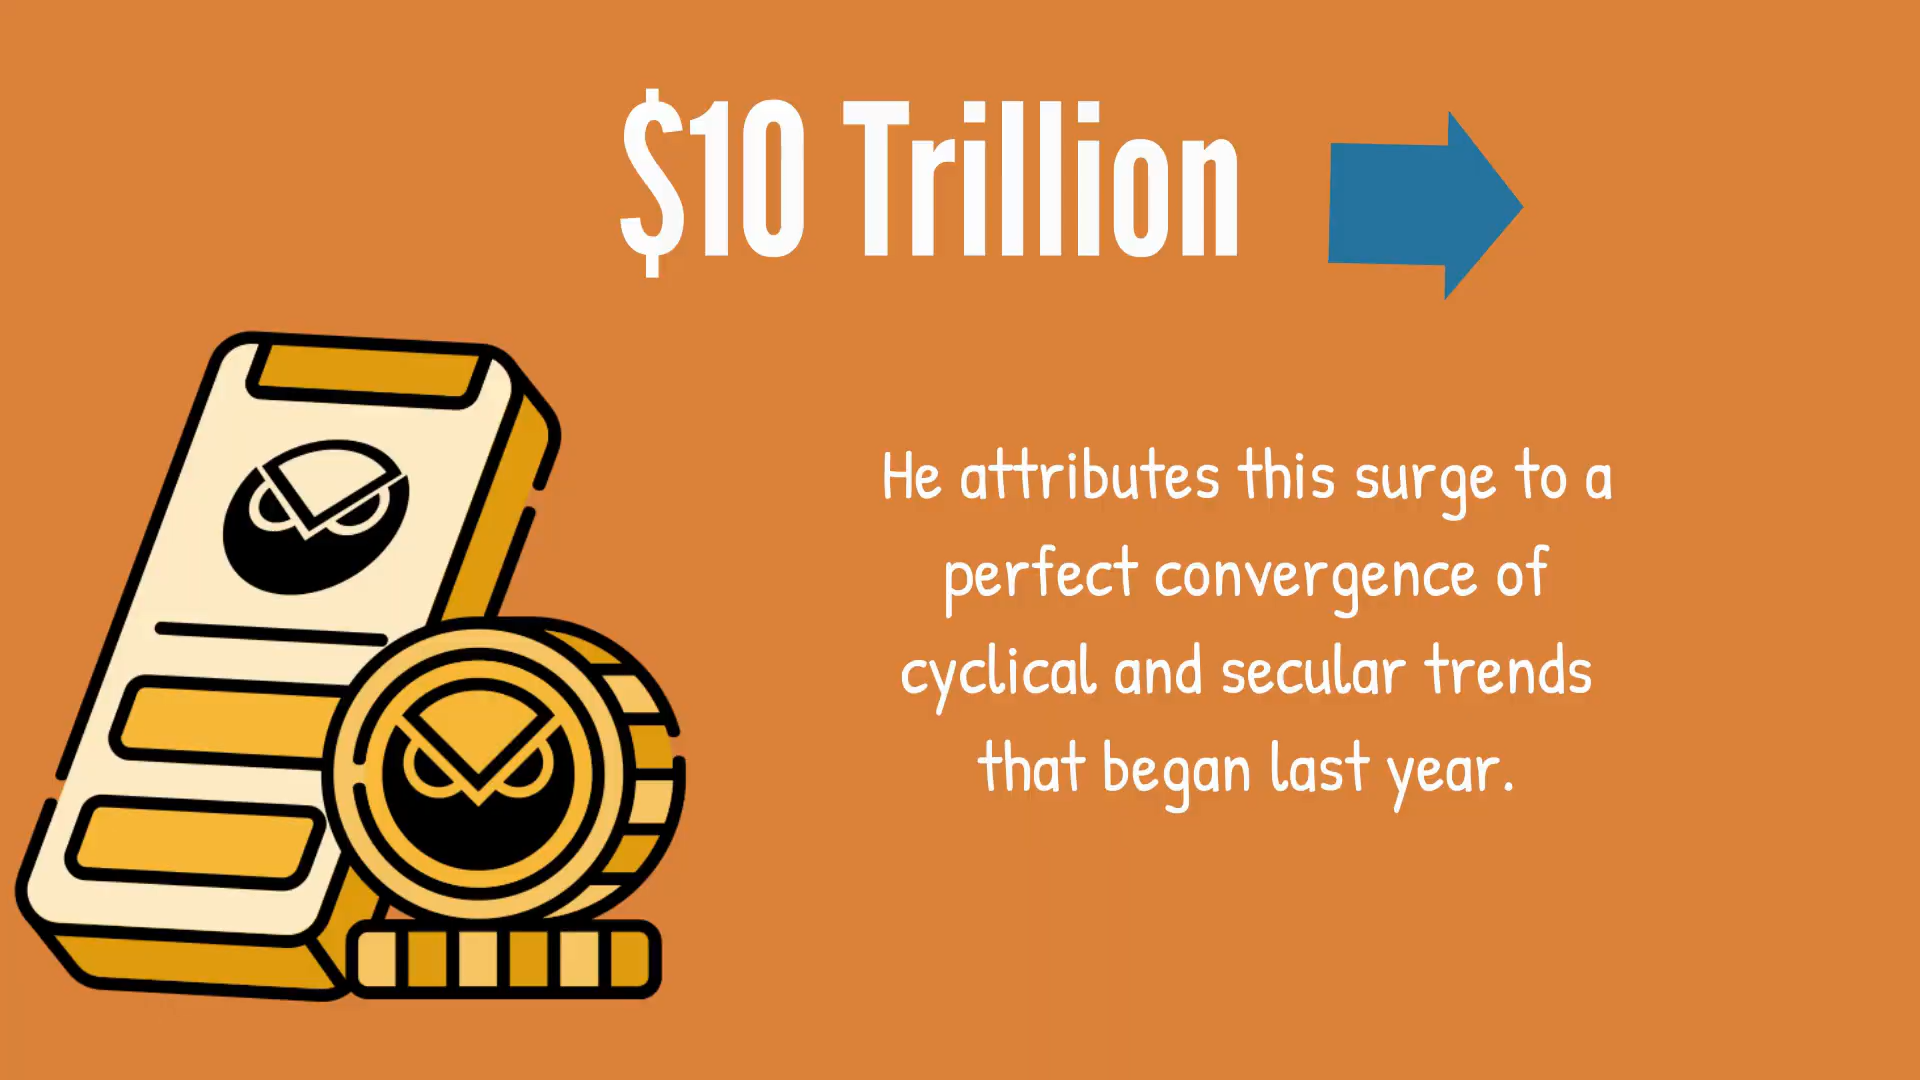 $10 Trillion
He attributes this surge to a
perfect convergence of
cyclical and secular trends
that began last year.